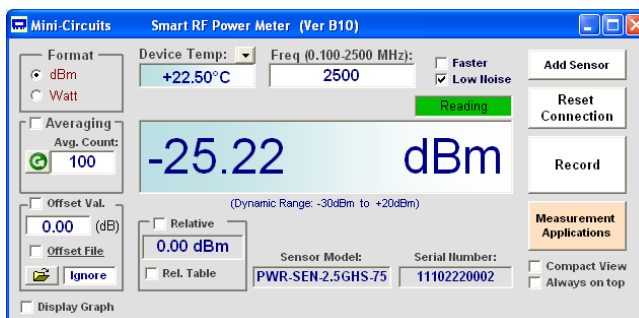 Mini-Circuits Smart RF Power Meter (Ver B10)
Format
dBm
Watt
Device Temp:
+22.50°C
Freq (0.100-2500 MHz):
2500
Faster
Low Noise
Reading
Add Sensor
Reset
Connection
Record
Measurement
Applications
Compact View
Always on top
Averaging
Avg. Count:
100
-25.22 dBm
(Dynamic Range: -30dBm to +20dBm)
Offset Val.
0.00 (dB)
Offset File
Ignore
Relative
0.00 dBm
Rel. Table
Sensor Model:
PWR-SEN-2.5GHS-75
Serial Number:
11102220002
Display Graph